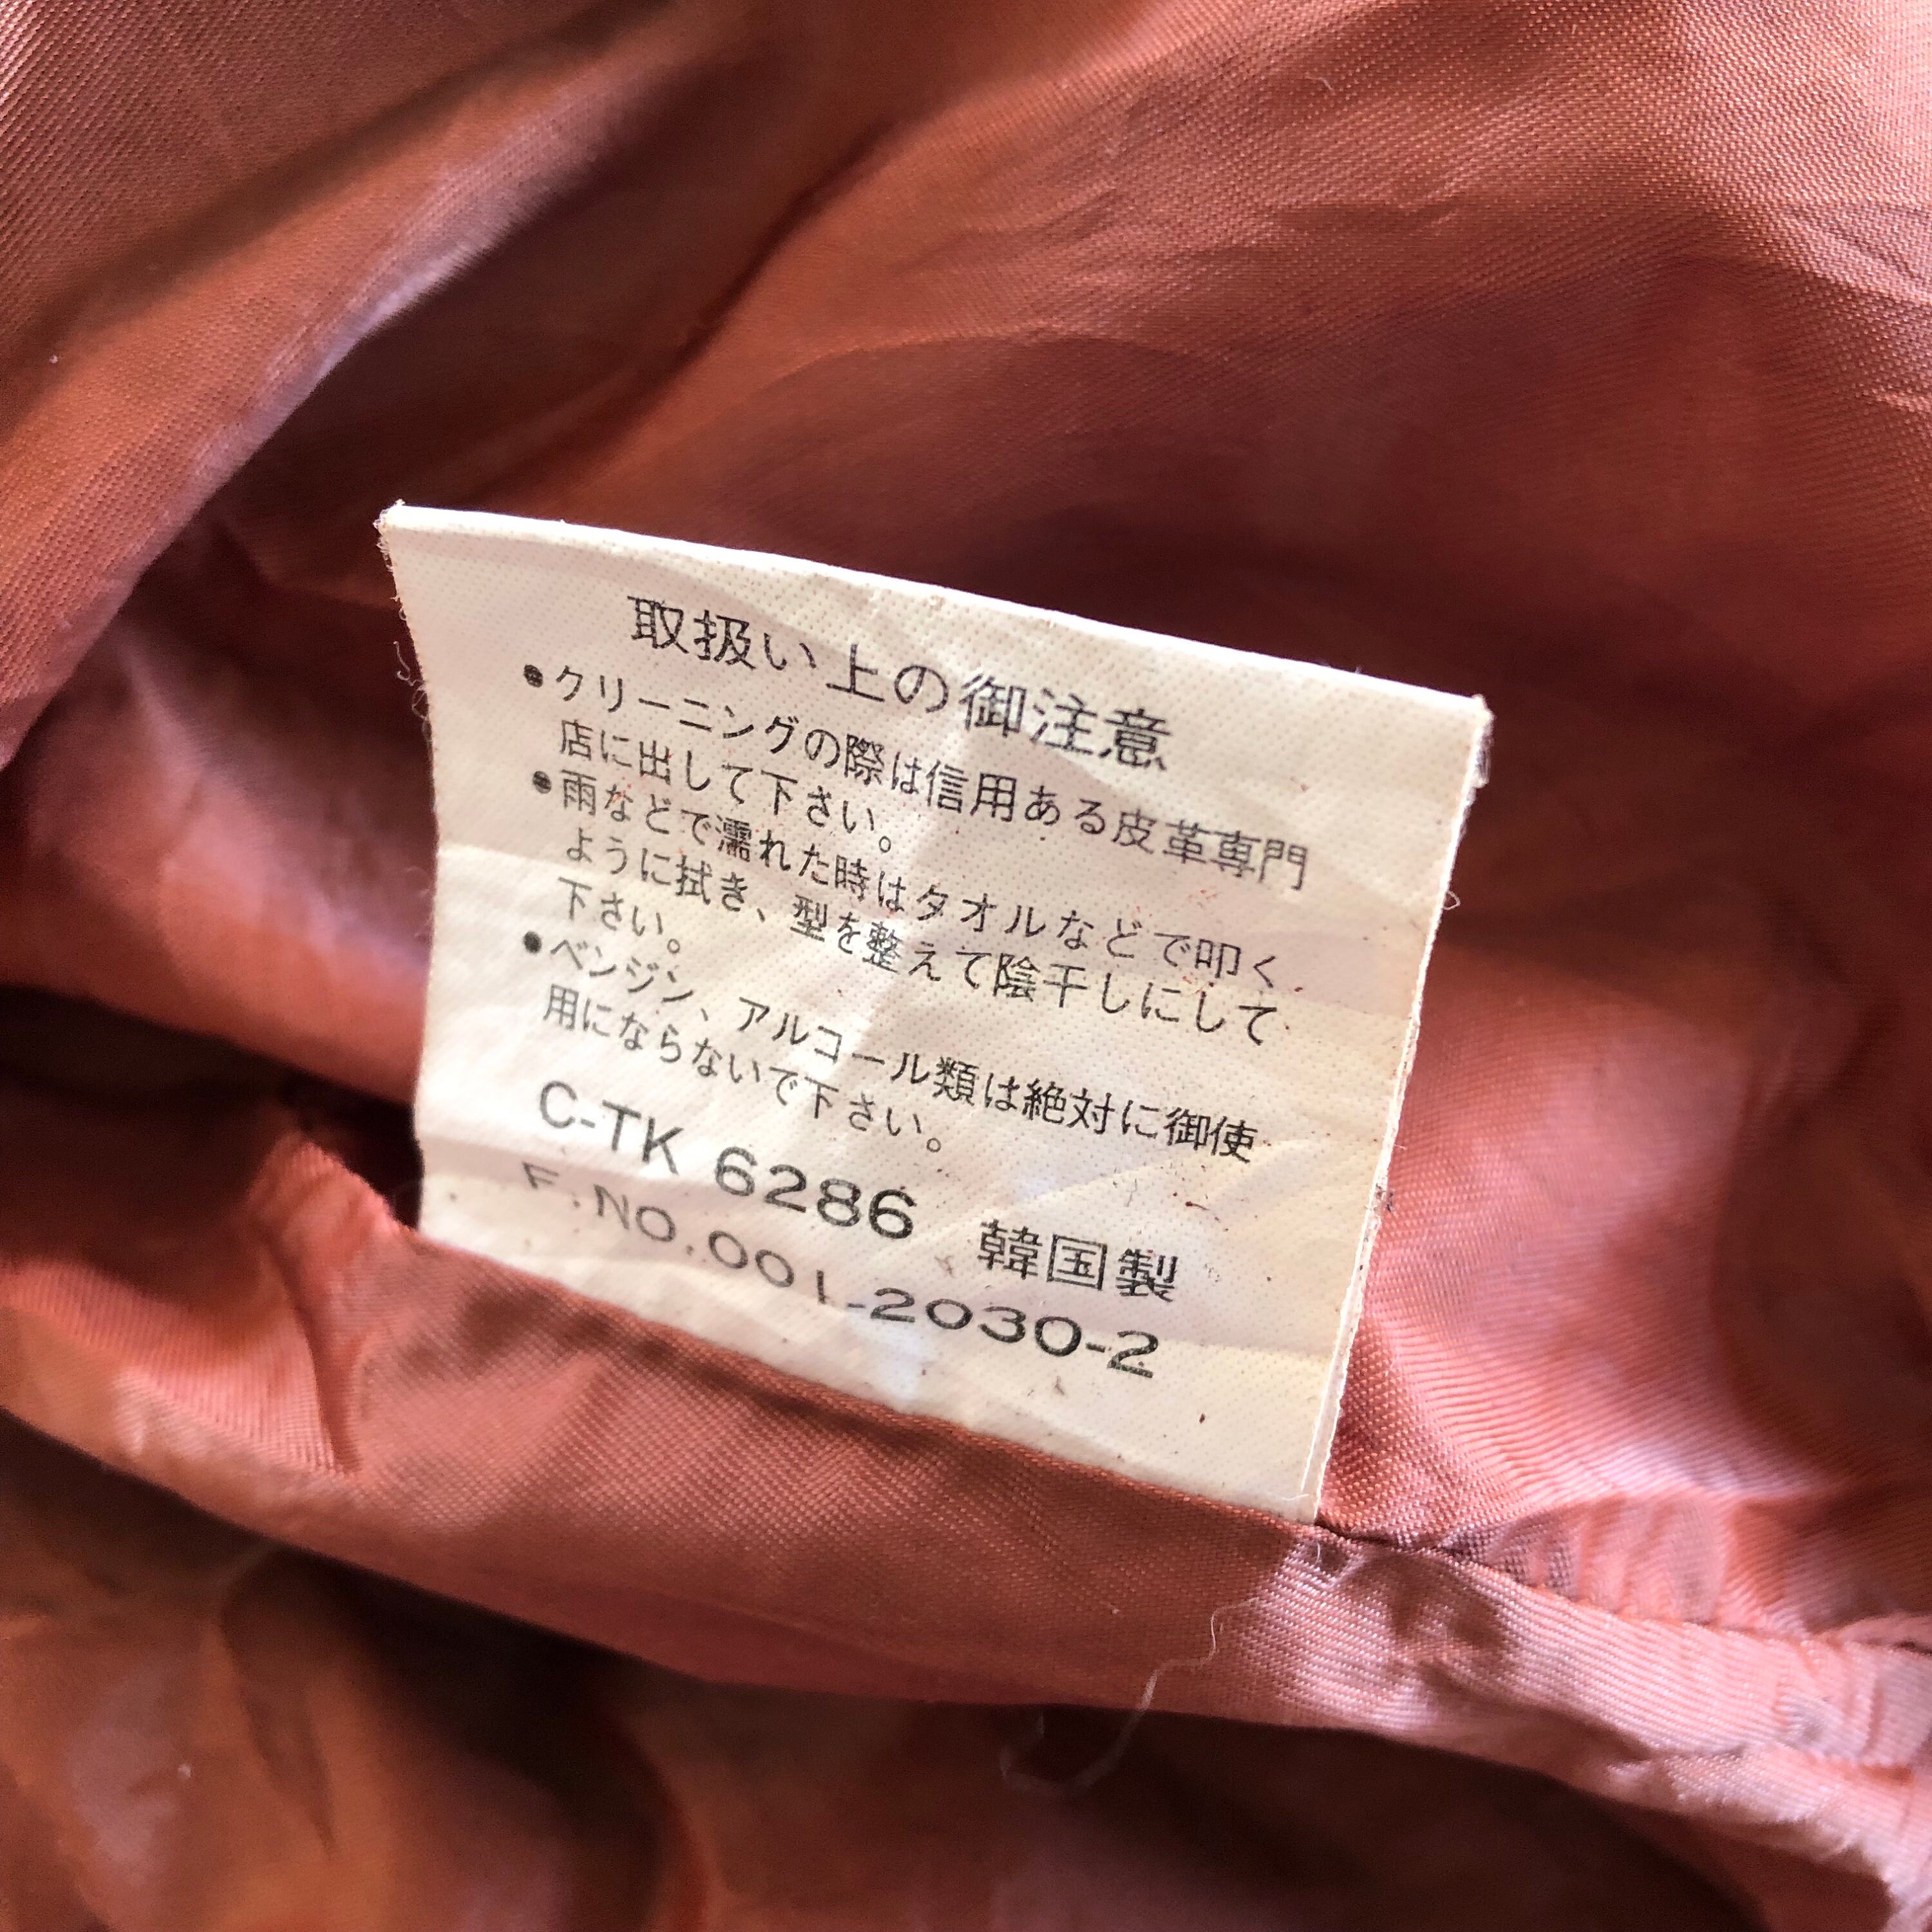 取扱い上の御注意
●クリーニングの際は信用ある皮革専門
店に出して下さい。
●雨などで濡れた時はタオルなどで叩く
ように拭き、型を整えて陰干しにして
下さい。
●ベンジン、アルコール類は絶対に御使
用にならないで下さい。
C-TK 6286 韓国製
F.NO.001-2030-2